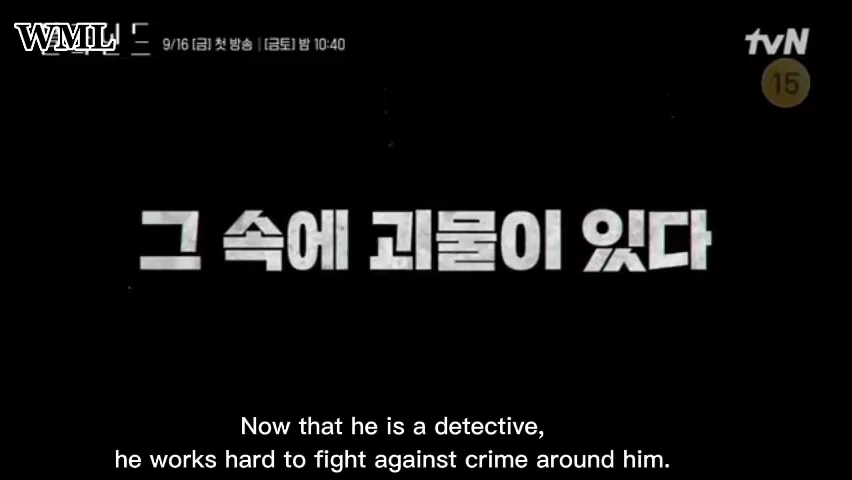 WML
9/16 [금] 첫 방송 | [금토] 밤 10:40
tvN
15
그 속에 괴물이 있다
Now that he is a detective,
he works hard to fight against crime around him.